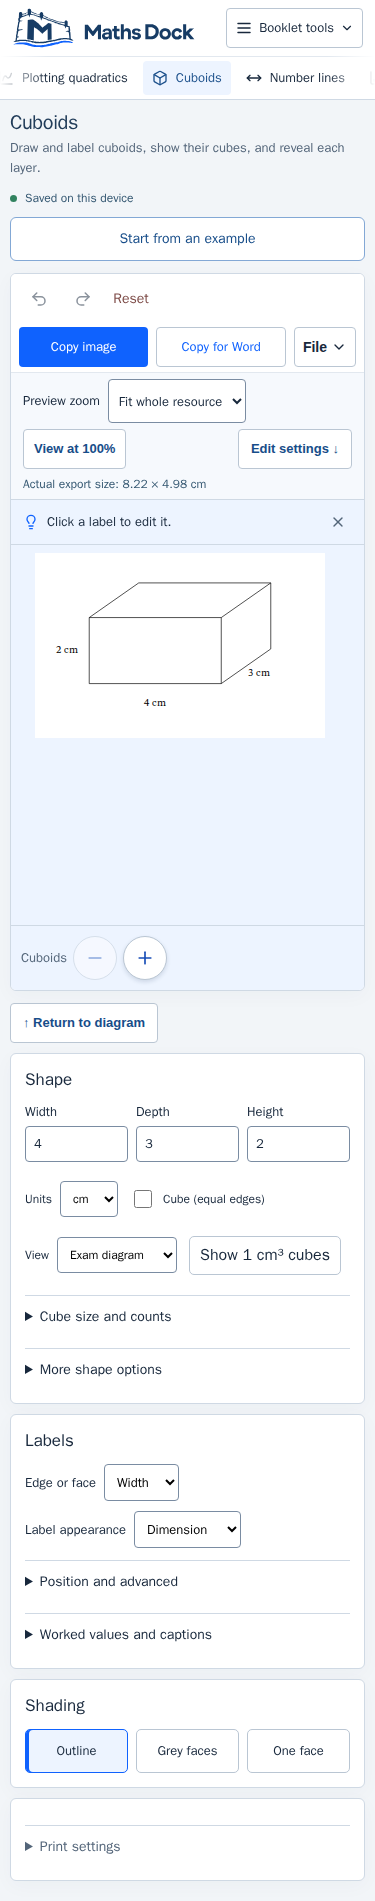 Maths Dock
Booklet tools
Plotting quadratics
Cuboids
Number lines
Cuboids
Draw and label cuboids, show their cubes, and reveal each
layer.
Saved on this device
Start from an example
Reset
Copy image
Copy for Word
File
Preview zoom
Fit whole resource
View at 100%
Edit settings ↓
Actual export size: 8.22 × 4.98 cm
Click a label to edit it.
2 cm
3 cm
4 cm
Cuboids
↑ Return to diagram
Shape
Width
Depth
Height
4
3
2
Units
cm
Cube (equal edges)
View
Exam diagram
Show 1 cm³ cubes
Cube size and counts
More shape options
Labels
Edge or face
Width
Label appearance
Dimension
Position and advanced
Worked values and captions
Shading
Outline
Grey faces
One face
Print settings